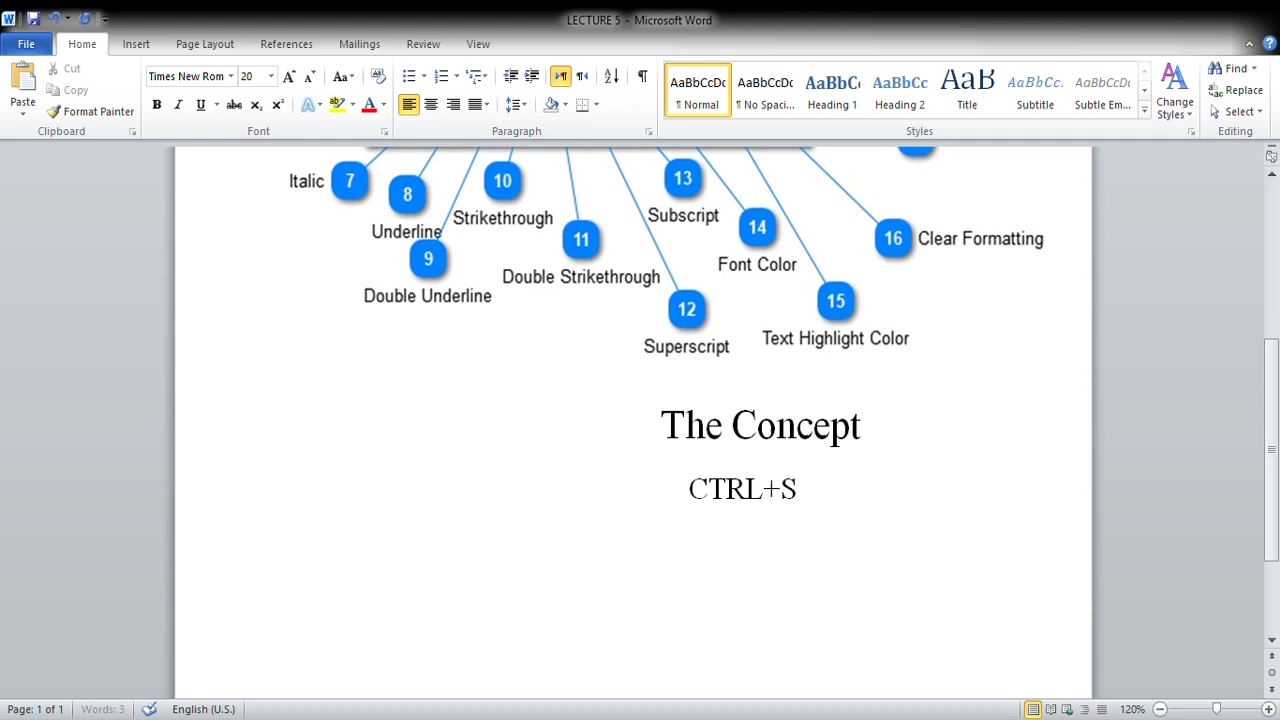 LECTURE 5 - Microsoft Word
File Home Insert Page Layout References Mailings Review View
Paste
Cut
Copy
Format Painter
Clipboard
Times New Rom 20
Font
Paragraph
AaBbCcDc AaBbCcDc AaBbC AaBbCc AaB AaBbCc. AaBbCcDc
¶ Normal ¶ No Spaci... Heading 1 Heading 2 Title Subtitle Subtle Em...
Change Styles
Styles
Find
Replace
Select
Editing
Italic 7
8
Underline
9
Double Underline
10
Strikethrough
11
Double Strikethrough
12
Superscript
13
Subscript
14
Font Color
15
Text Highlight Color
16 Clear Formatting
The Concept
CTRL+S
Page: 1 of 1 Words: 3 English (U.S.) 120%